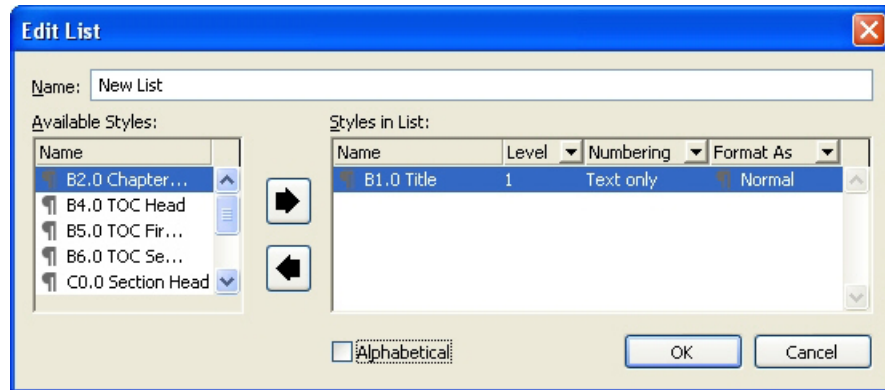 Edit List
Name: New List
Available Styles:
Styles in List:
Name
Name Level Numbering Format As
B2.0 Chapter...
B1.0 Title 1 Text only Normal
B4.0 TOC Head
B5.0 TOC Fir...
B6.0 TOC Se...
C0.0 Section Head
Alphabetical
OK
Cancel